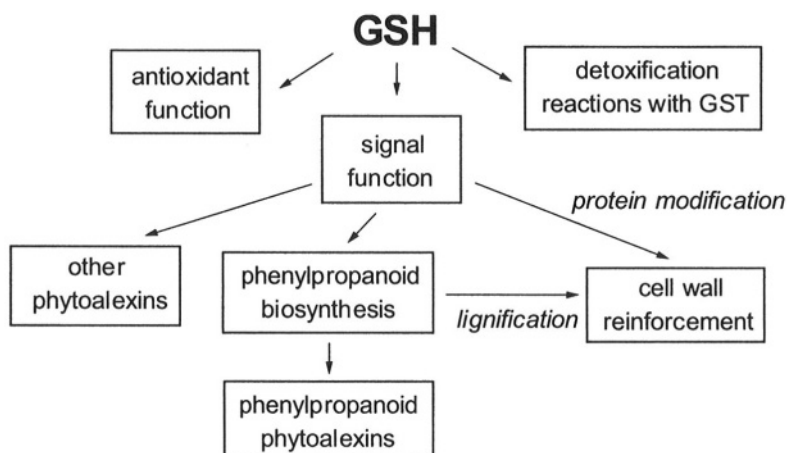 GSH
antioxidant
function
detoxification
reactions with GST
signal
function
protein modification
other
phytoalexins
phenylpropanoid
biosynthesis
lignification
cell wall
reinforcement
phenylpropanoid
phytoalexins